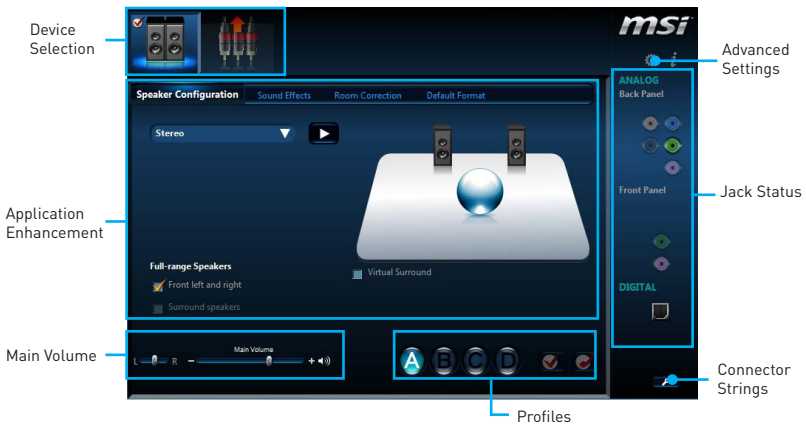 Device
Selection
msi
Advanced
Settings
i
ANALOG
Back Panel
Speaker Configuration
Sound Effects
Room Correction
Default Format
Stereo
Jack Status
Front Panel
Application
Enhancement
Full-range Speakers
Front left and right
Surround speakers
Virtual Surround
DIGITAL
Main Volume
Main Volume
L
R
- +
A B C D
Connector
Strings
Profiles